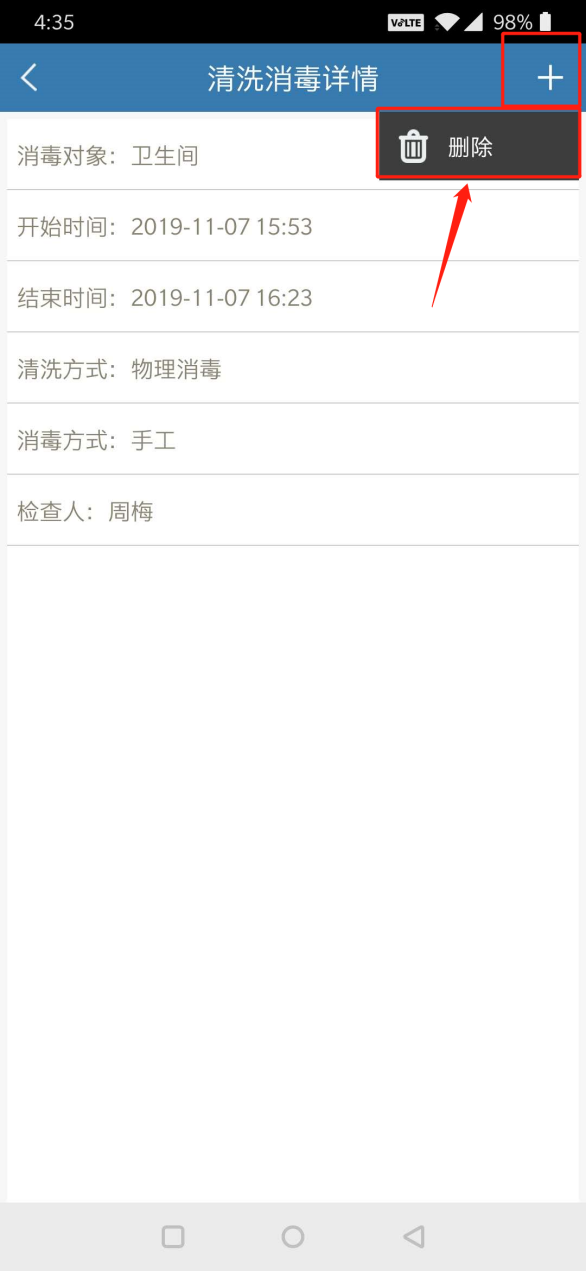 4:35 VoLTE 98%
清洗消毒详情
删除
消毒对象：卫生间
开始时间：2019-11-07 15:53
结束时间：2019-11-07 16:23
清洗方式：物理消毒
消毒方式：手工
检查人：周梅